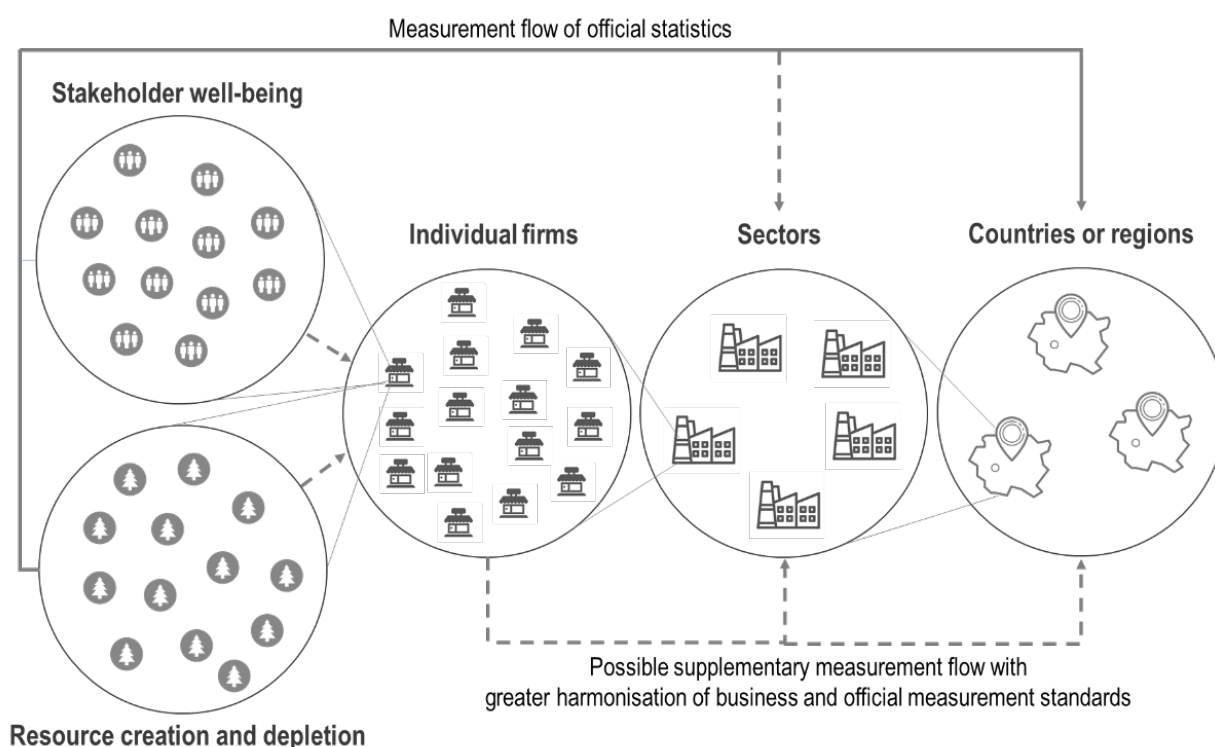 Measurement flow of official statistics
Stakeholder well-being
Individual firms
Sectors
Countries or regions
Possible supplementary measurement flow with
greater harmonisation of business and official measurement standards
Resource creation and depletion